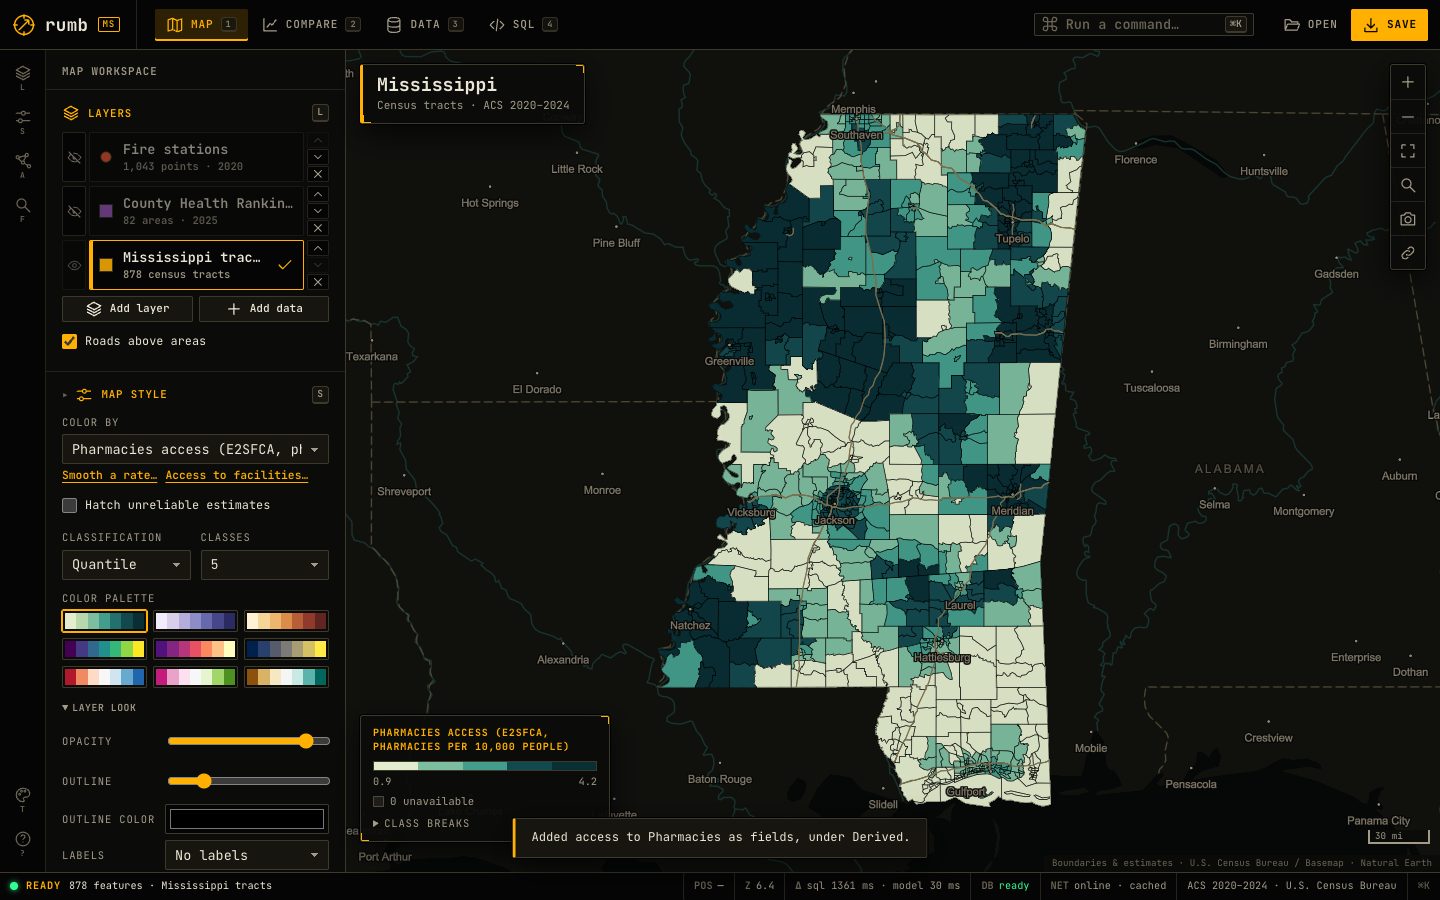 rumb MS
MAP 1
COMPARE 2
DATA 3
SQL 4
Run a command… ⌘K
OPEN
SAVE
MAP WORKSPACE
L
S
A
F
T
?
LAYERS L
Fire stations
1,043 points · 2020
County Health Rankin…
82 areas · 2025
Mississippi trac…
878 census tracts
Add layer
Add data
Roads above areas
MAP STYLE S
COLOR BY
Pharmacies access (E2SFCA, pl
Smooth a rate… Access to facilities…
Hatch unreliable estimates
CLASSIFICATION CLASSES
Quantile 5
COLOR PALETTE
LAYER LOOK
OPACITY
OUTLINE
OUTLINE COLOR
LABELS No labels
Mississippi
Census tracts · ACS 2020–2024
Memphis
Southaven
Little Rock
Hot Springs
Pine Bluff
Florence
Huntsville
Tupelo
Gadsden
Texarkana
Greenville
Birmingham
El Dorado
Tuscaloosa
ALABAMA
Auburn
Shreveport
Monroe
Vicksburg
Jackson
Meridian
Selma
Montgomery
Laurel
Natchez
Alexandria
Hattiesburg
Enterprise
Dothan
Mobile
Crestview
Baton Rouge
Pensacola
Gulfport
Slidell
Panama City
Port Arthur
PHARMACIES ACCESS (E2SFCA,
PHARMACIES PER 10,000 PEOPLE)
0.9 4.2
0 unavailable
CLASS BREAKS
Added access to Pharmacies as fields, under Derived.
30 mi
Boundaries & estimates · U.S. Census Bureau / Basemap · Natural Earth
READY 878 features · Mississippi tracts
POS —
Z 6.4
Δ sql 1361 ms · model 30 ms
DB ready
NET online · cached
ACS 2020–2024 · U.S. Census Bureau
⌘K